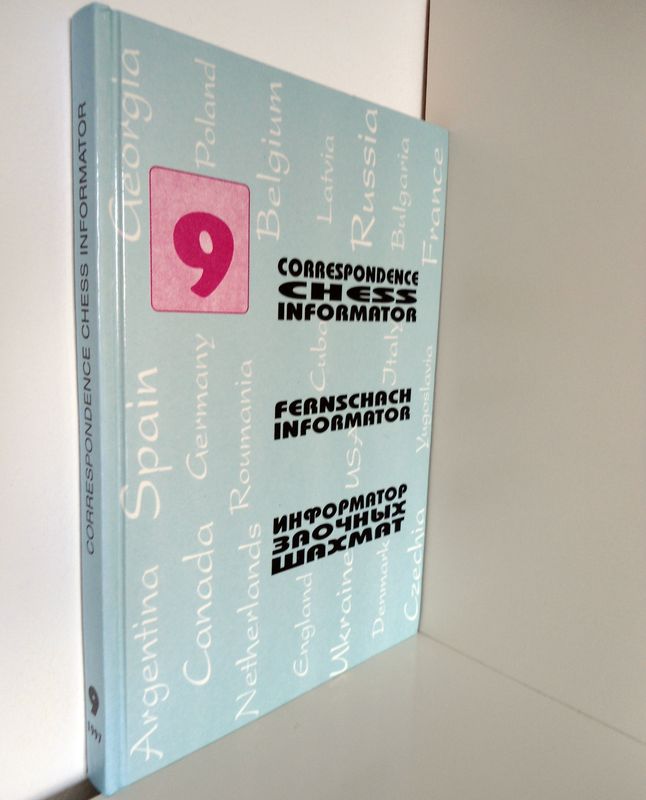 CORRESPONDENCE CHESS INFORMATOR
9
1997
9
CORRESPONDENCE
CHESS
INFORMATOR
FERNSCHACH
INFORMATOR
ИНФОРМАТОР
ЗАОЧНЫХ
ШАХМАТ
Argentina Spain Georgia
Canada Germany Poland
Netherlands Roumania Belgium
England Cuba Latvia
Ukraine USA Russia
Denmark Italy Bulgaria
Czechia Yugoslavia France